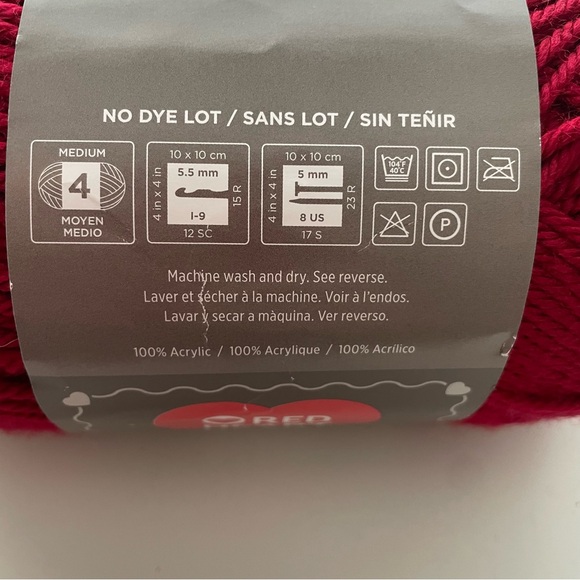 NO DYE LOT / SANS LOT / SIN TEÑIR
MEDIUM
4
MOYEN
MEDIO
10 x 10 cm
4 in x 4 in
5.5 mm
I-9
15 R
12 SC
10 x 10 cm
4 in x 4 in
5 mm
8 US
23 R
17 S
104°F
40°C
P
Machine wash and dry. See reverse.
Laver et sécher à la machine. Voir à l'endos.
Lavar y secar a màquina. Ver reverso.
100% Acrylic / 100% Acrylique / 100% Acrílico
RED